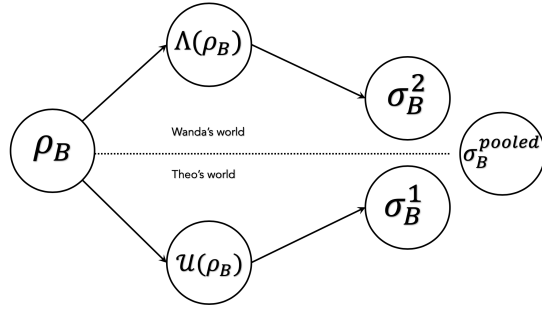 Λ(ρ_B)
σ_B^2
Wanda's world
ρ_B
σ_B^{pooled}
Theo's world
σ_B^1
𝒰(ρ_B)